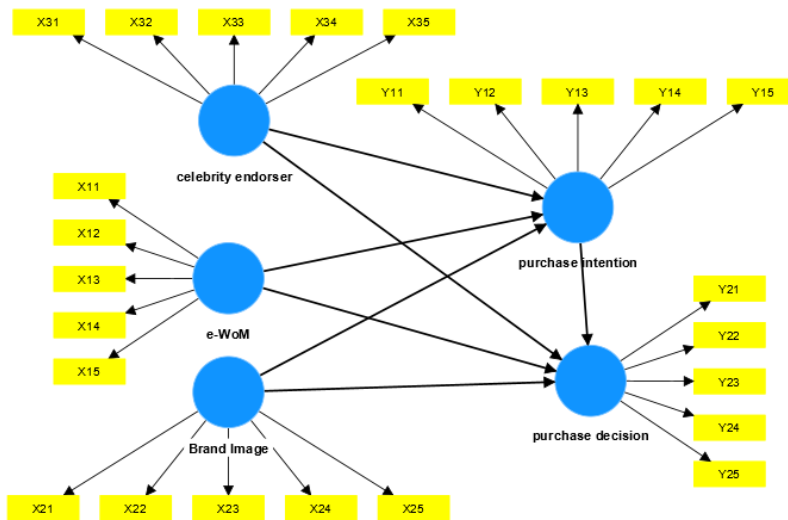 X31 X32 X33 X34 X35
Y11 Y12 Y13 Y14 Y15
celebrity endorser
X11
X12
X13
X14
X15
purchase intention
e-WoM
Y21
Y22
Y23
Y24
Y25
purchase decision
Brand Image
X21 X22 X23 X24 X25